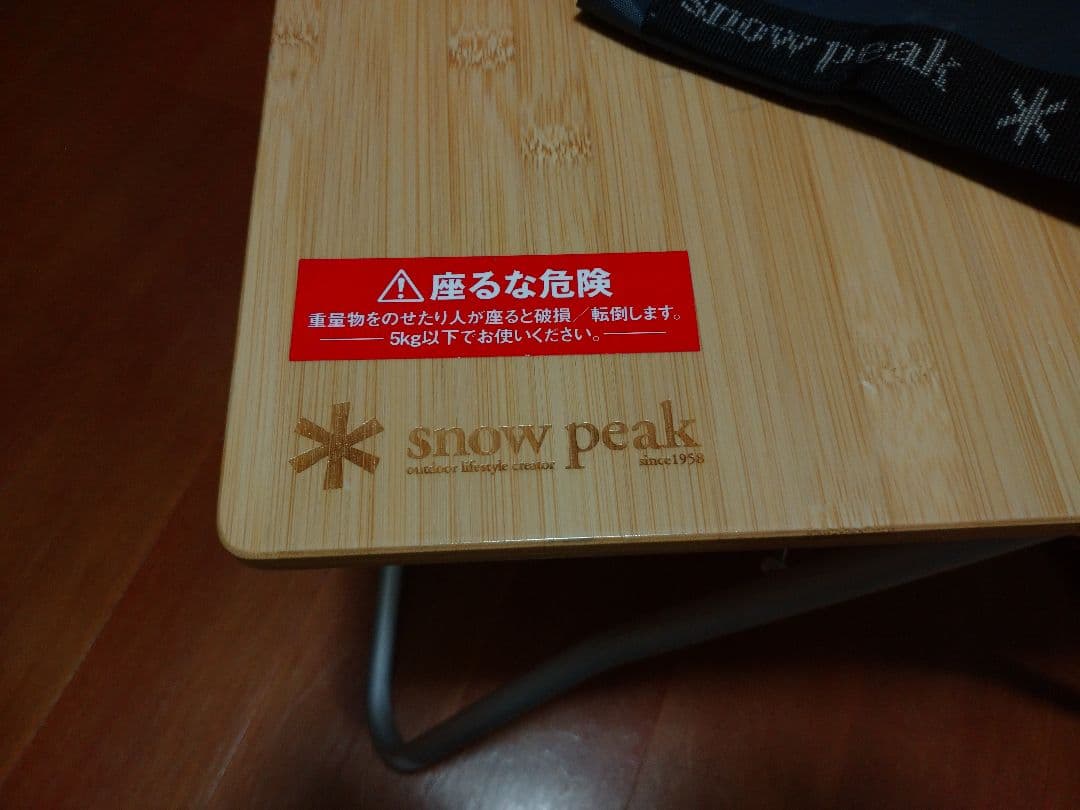 snow peak
座るな危険
重量物をのせたり人が座ると破損/転倒します。
5kg以下でお使いください。
snow peak
outdoor lifestyle creator since1958